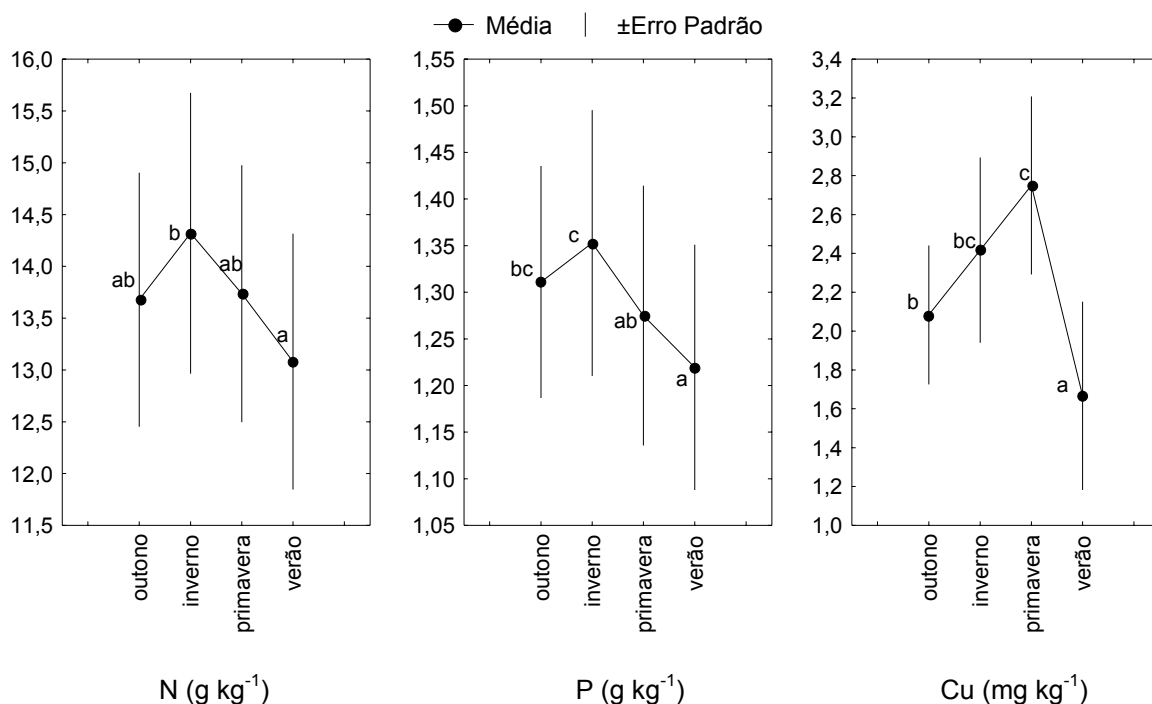 Média ±Erro Padrão
16,0
15,5
15,0
14,5
14,0
13,5
13,0
12,5
12,0
11,5
ab
b
ab
a
outono
inverno
primavera
verão
N (g kg⁻¹)
1,55
1,50
1,45
1,40
1,35
1,30
1,25
1,20
1,15
1,10
1,05
bc
c
ab
a
outono
inverno
primavera
verão
P (g kg⁻¹)
3,4
3,2
3,0
2,8
2,6
2,4
2,2
2,0
1,8
1,6
1,4
1,2
1,0
b
bc
c
a
outono
inverno
primavera
verão
Cu (mg kg⁻¹)